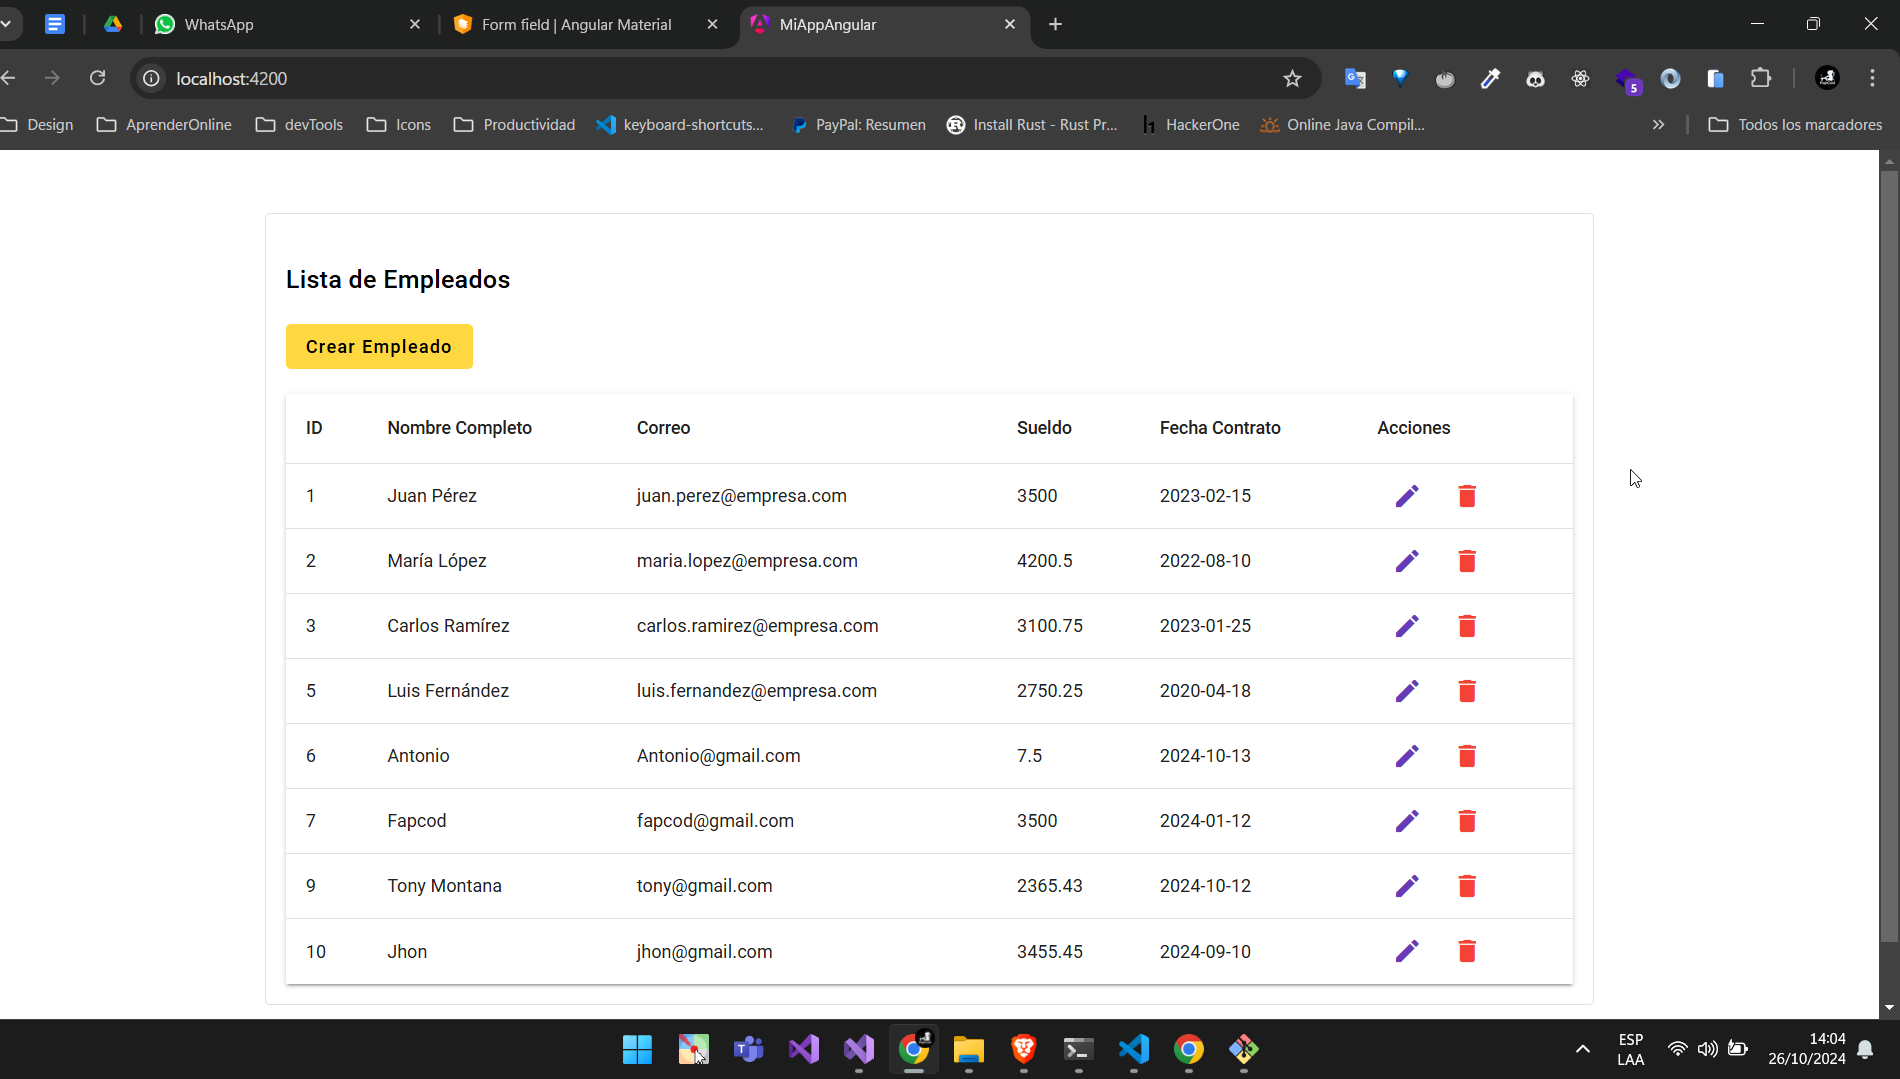 WhatsApp
Form field | Angular Material
MiAppAngular
localhost:4200
5
Design
AprenderOnline
devTools
Icons
Productividad
keyboard-shortcuts...
PayPal: Resumen
Install Rust - Rust Pr...
HackerOne
Online Java Compil...
Todos los marcadores
Lista de Empleados
Crear Empleado
ID Nombre Completo Correo Sueldo Fecha Contrato Acciones
1 Juan Pérez juan.perez@empresa.com 3500 2023-02-15
2 María López maria.lopez@empresa.com 4200.5 2022-08-10
3 Carlos Ramírez carlos.ramirez@empresa.com 3100.75 2023-01-25
5 Luis Fernández luis.fernandez@empresa.com 2750.25 2020-04-18
6 Antonio Antonio@gmail.com 7.5 2024-10-13
7 Fapcod fapcod@gmail.com 3500 2024-01-12
9 Tony Montana tony@gmail.com 2365.43 2024-10-12
10 Jhon jhon@gmail.com 3455.45 2024-09-10
ESP
LAA
14:04
26/10/2024